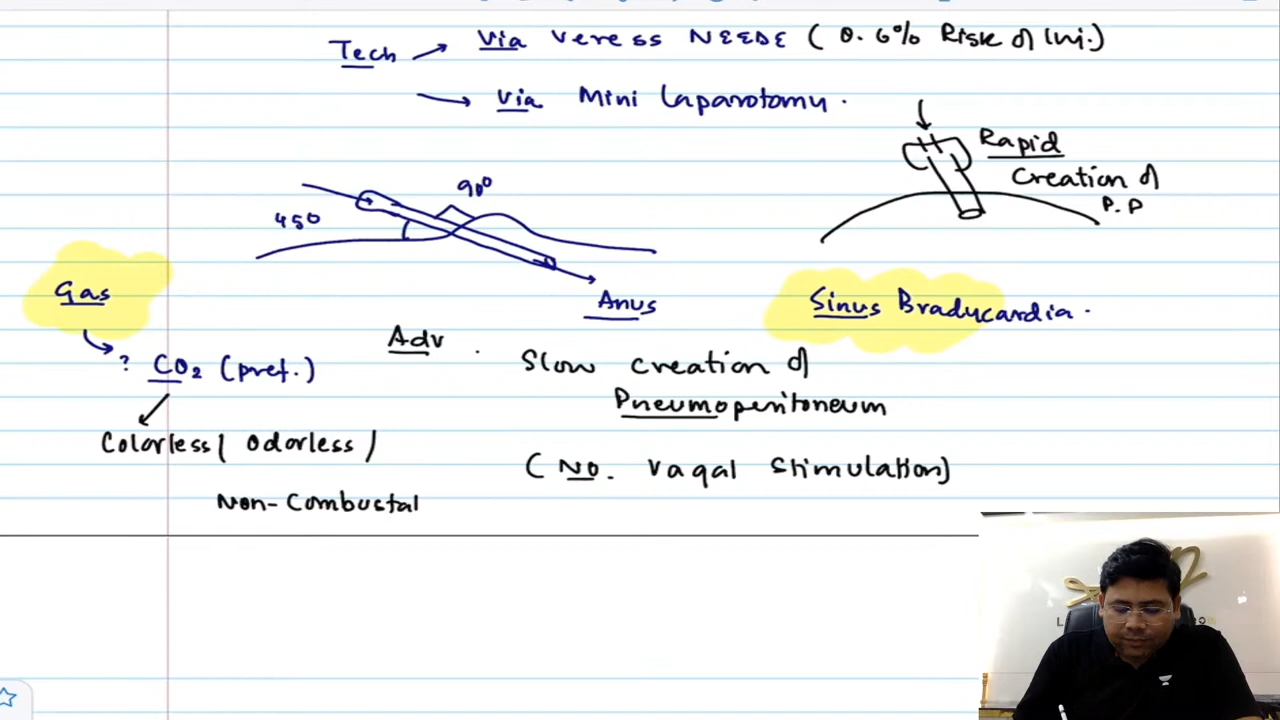 Tech → Via Veress NEEDE (0.6% Risk of Inj.)
→ Via Mini Laparotomy.
Rapid
Creation of
P.P
90°
45°
Anus
Gas
Sinus Bradycardia.
? CO₂ (pref.)
Adv.
Slow creation of
Pneumoperitoneum
Colorless/ Odorless/
(NO. Vagal Stimulation)
Non-Combustal